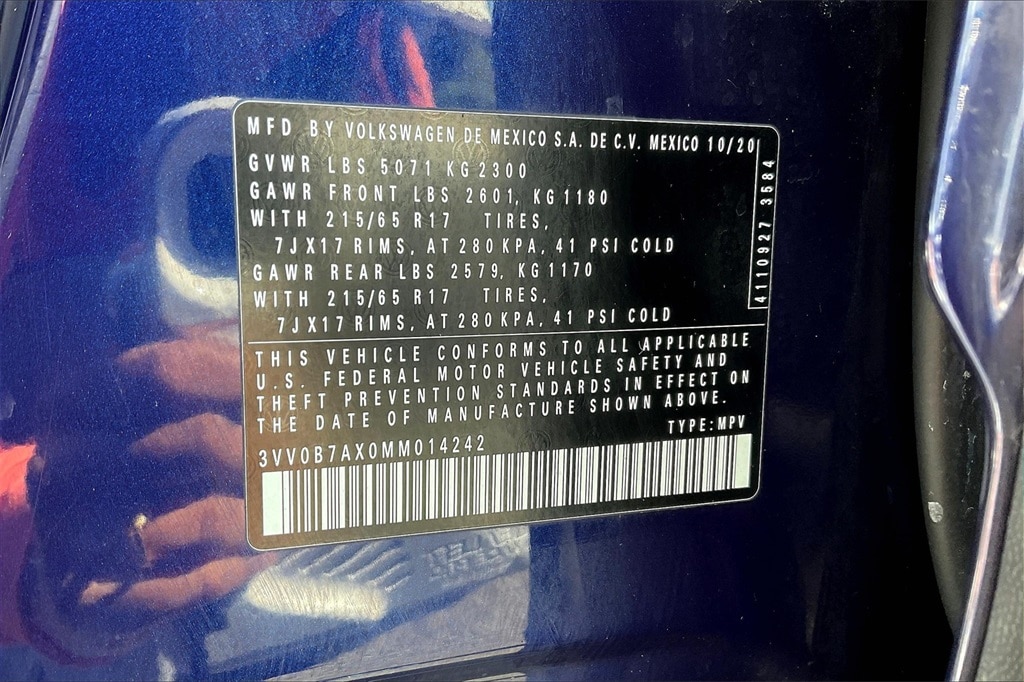 MFD BY VOLKSWAGEN DE MEXICO S.A. DE C.V. MEXICO 10/20
GVWR LBS 5071 KG 2300
GAWR FRONT LBS 2601, KG 1180
WITH 215/65 R17 TIRES,
7JX17 RIMS, AT 280 KPA, 41 PSI COLD
GAWR REAR LBS 2579, KG 1170
WITH 215/65 R17 TIRES,
7JX17 RIMS, AT 280 KPA, 41 PSI COLD
4110927 3584
THIS VEHICLE CONFORMS TO ALL APPLICABLE
U.S. FEDERAL MOTOR VEHICLE SAFETY AND
THEFT PREVENTION STANDARDS IN EFFECT ON
THE DATE OF MANUFACTURE SHOWN ABOVE.
TYPE: MPV
3VV0B7AX0MM014242